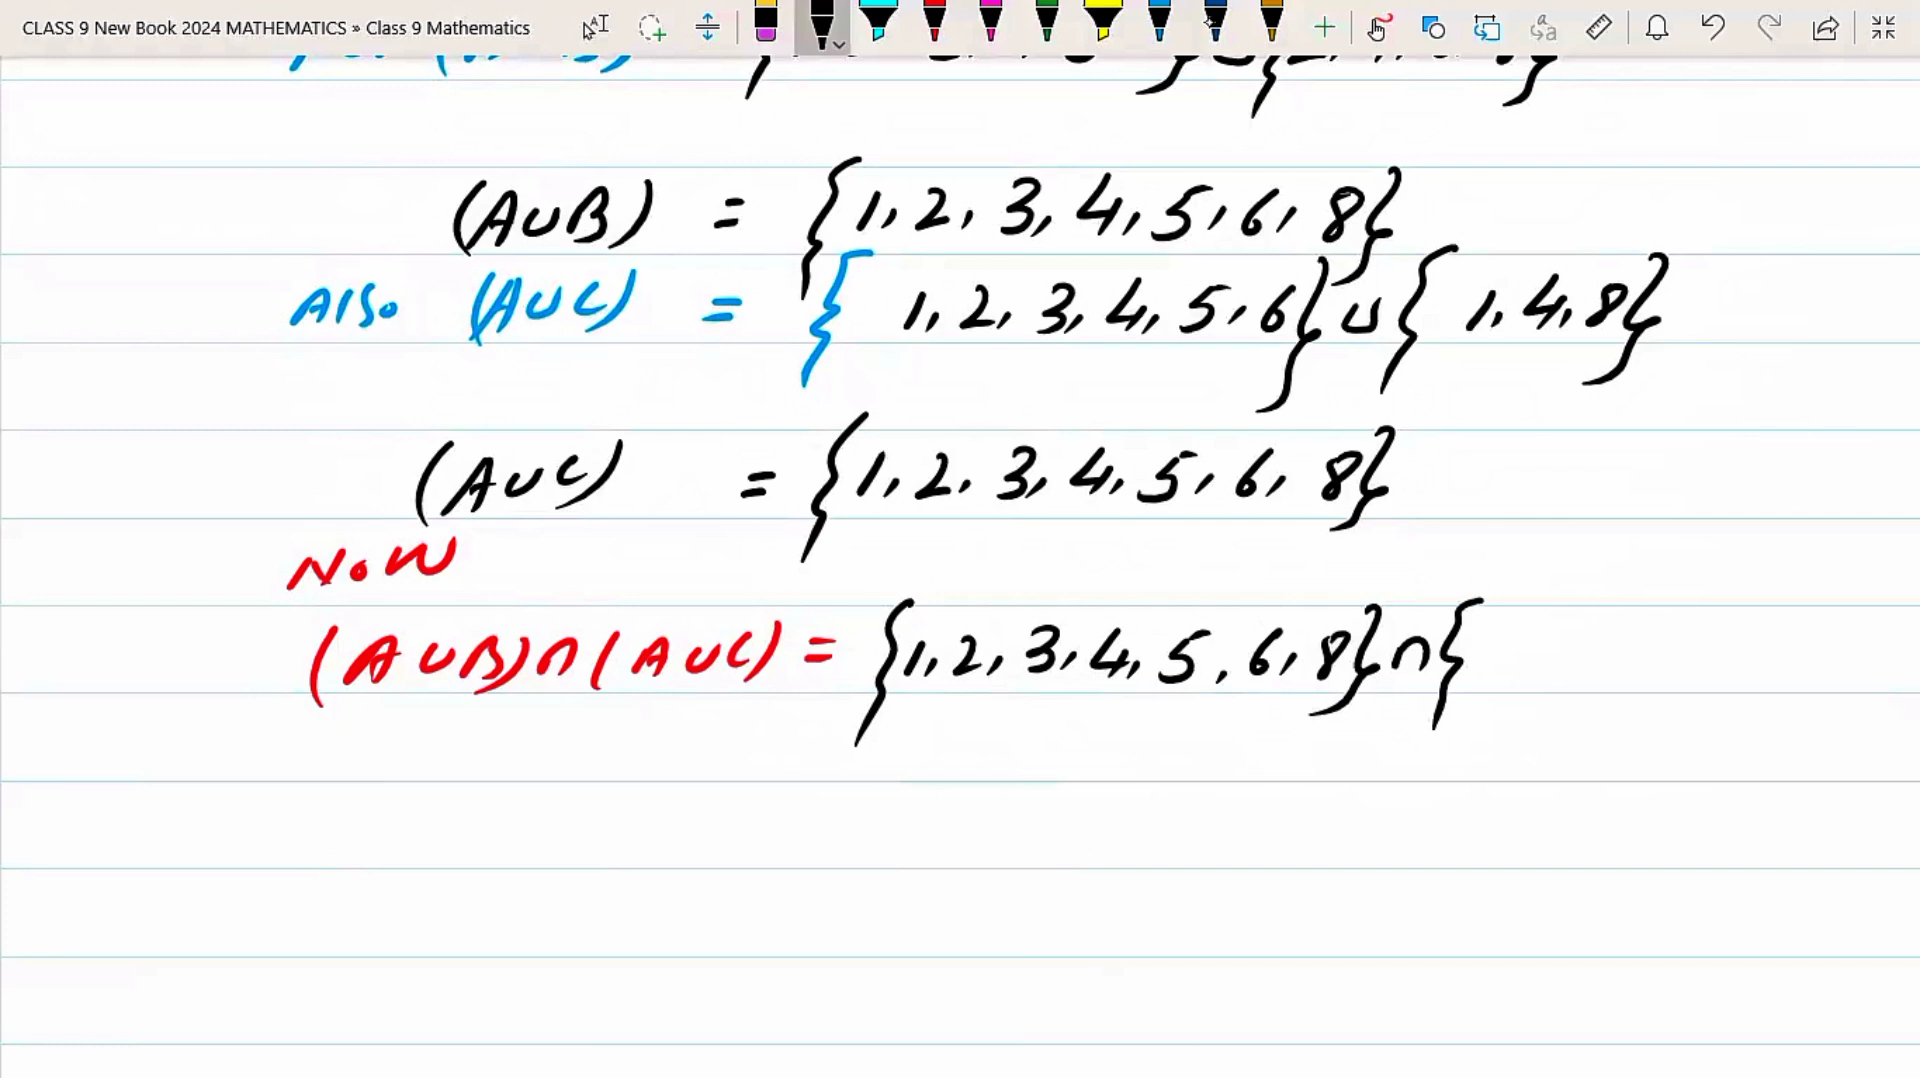 CLASS 9 New Book 2024 MATHEMATICS » Class 9 Mathematics
(A∪B) = {1, 2, 3, 4, 5, 6, 8}
Also (A∪C) = { 1, 2, 3, 4, 5, 6} ∪ { 1, 4, 8}
(A∪C) = {1, 2, 3, 4, 5, 6, 8}
NOW
(A∪B)∩(A∪C) = {1, 2, 3, 4, 5, 6, 8} ∩ {